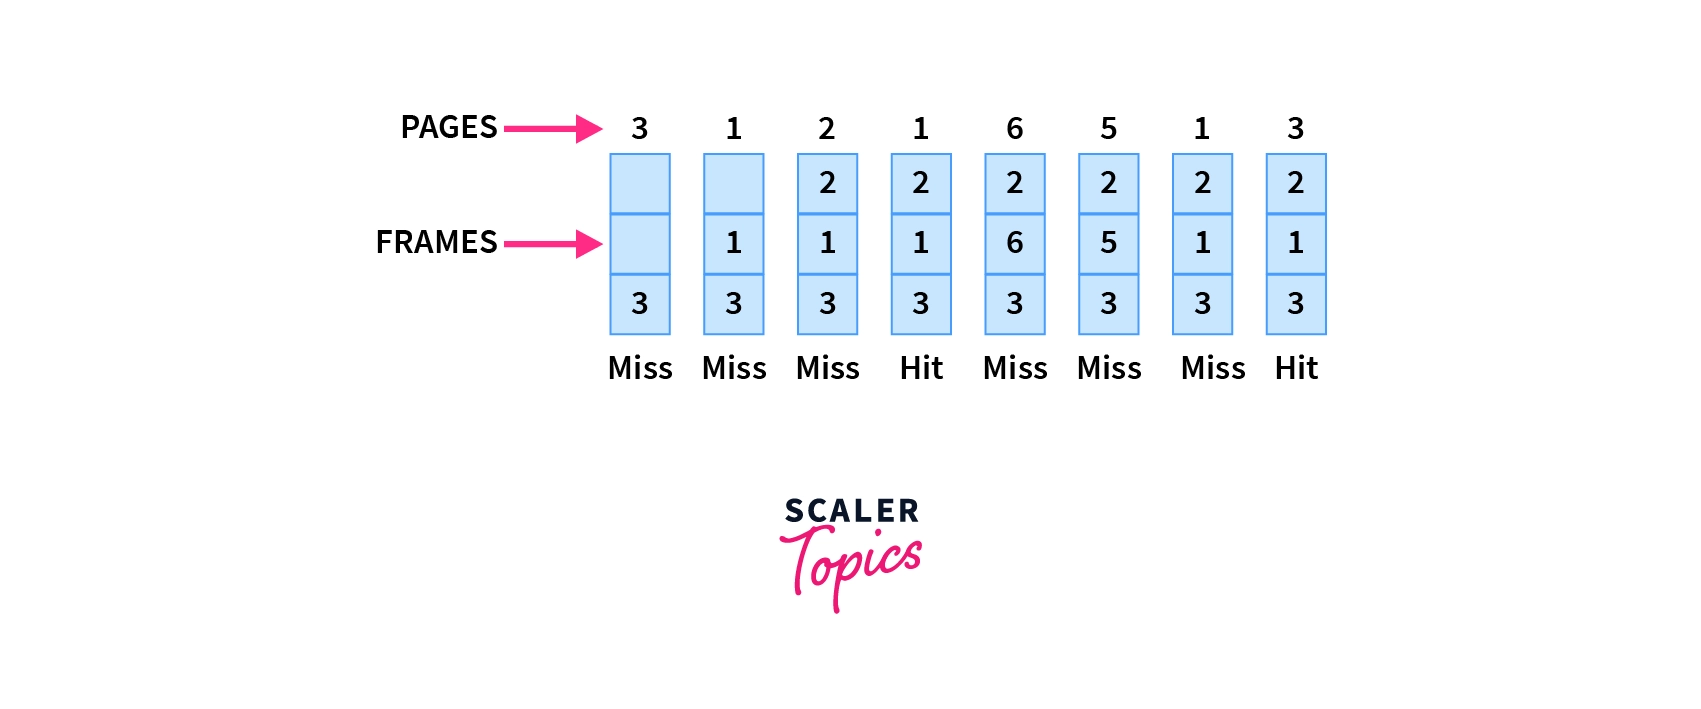 PAGES 3 1 2 1 6 5 1 3
2 2 2 2 2 2
FRAMES 1 1 1 6 5 1 1
3 3 3 3 3 3 3 3
Miss Miss Miss Hit Miss Miss Miss Hit
SCALER
Topics